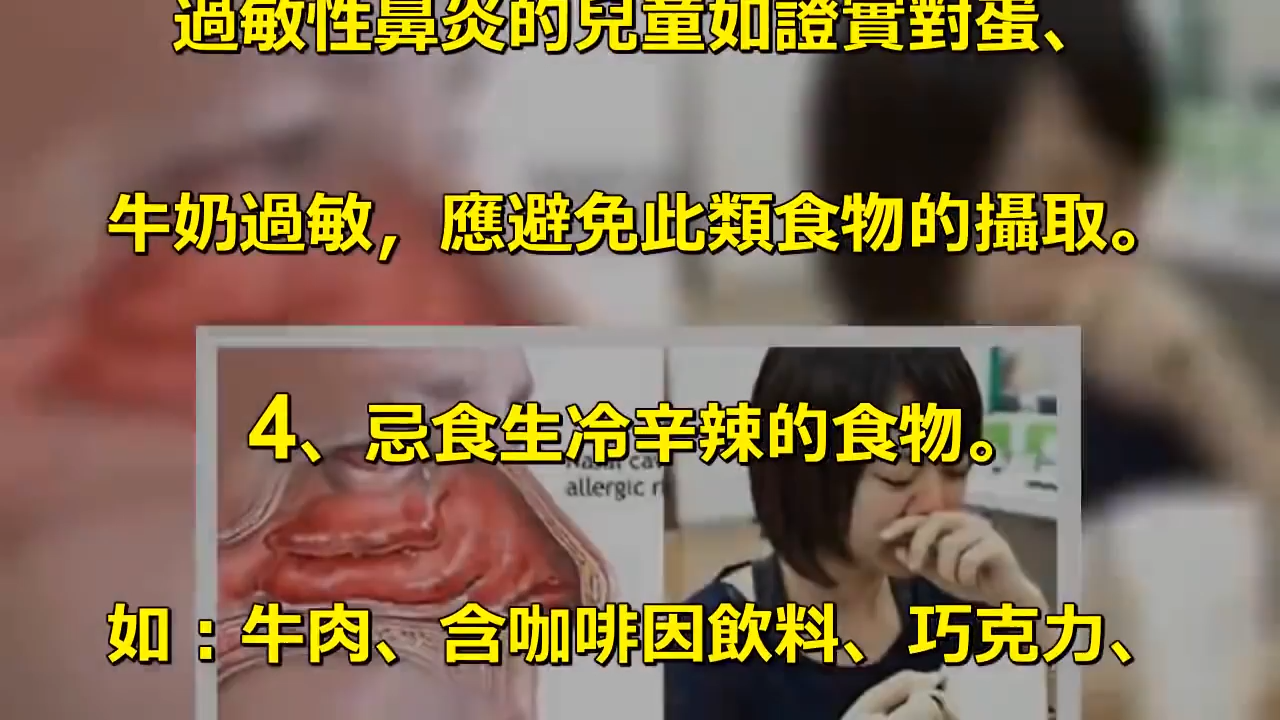 過敏性鼻炎的兒童如證實對蛋、
牛奶過敏，應避免此類食物的攝取。
4、忌食生冷辛辣的食物。
allergic
如：牛肉、含咖啡因飲料、巧克力、